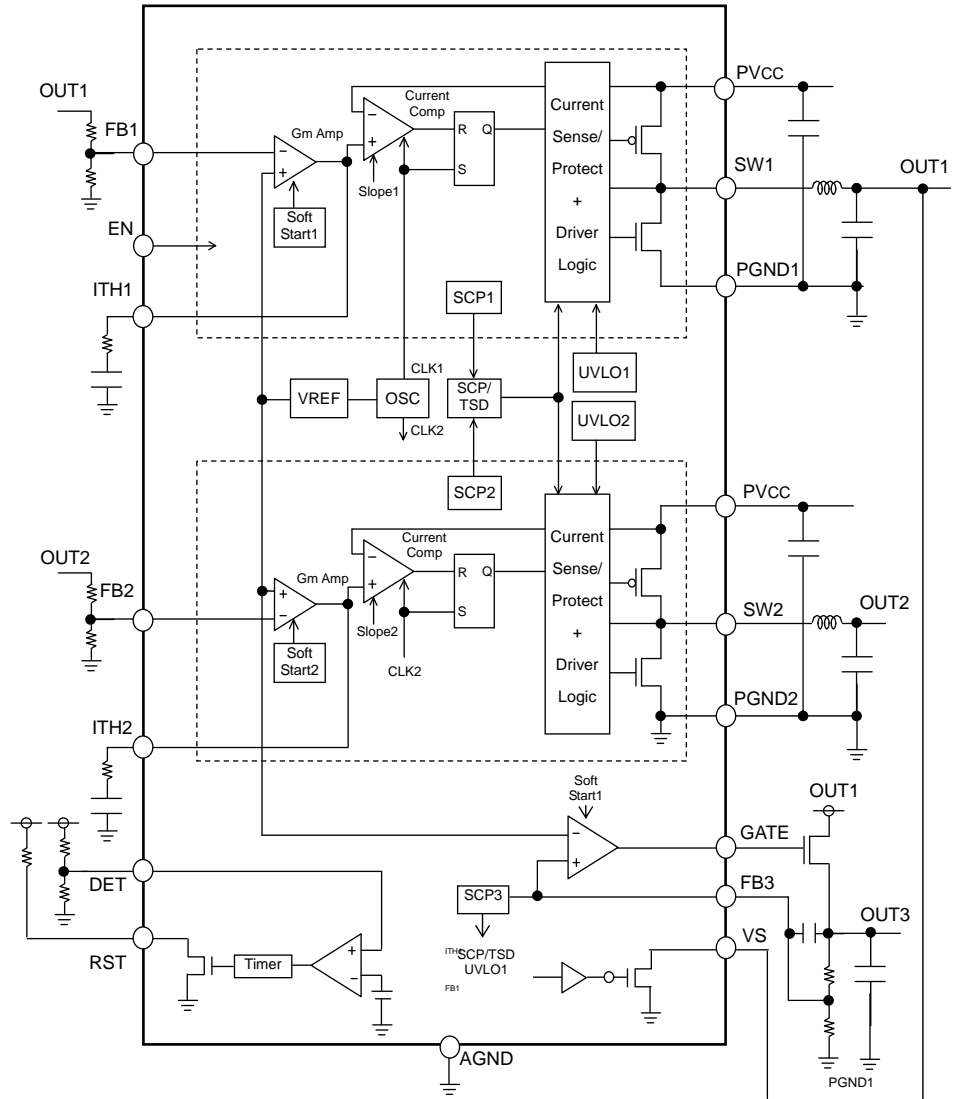 OUT1
FB1
EN
ITH1
Gm Amp
−
+
Soft
Start1
Current
Comp
−
+
Slope1
R
Q
S
Current
Sense/
Protect
+
Driver
Logic
PVCC
SW1
OUT1
PGND1
SCP1
VREF
OSC
CLK1
CLK2
SCP/
TSD
UVLO1
UVLO2
SCP2
OUT2
FB2
ITH2
Gm Amp
+
−
Soft
Start2
Current
Comp
−
+
Slope2
CLK2
R
Q
S
Current
Sense/
Protect
+
Driver
Logic
PVCC
SW2
OUT2
PGND2
Soft
Start1
−
+
OUT1
GATE
FB3
OUT3
VS
SCP3
SCP/TSD
UVLO1
FB1
DET
RST
Timer
+
−
AGND
PGND1